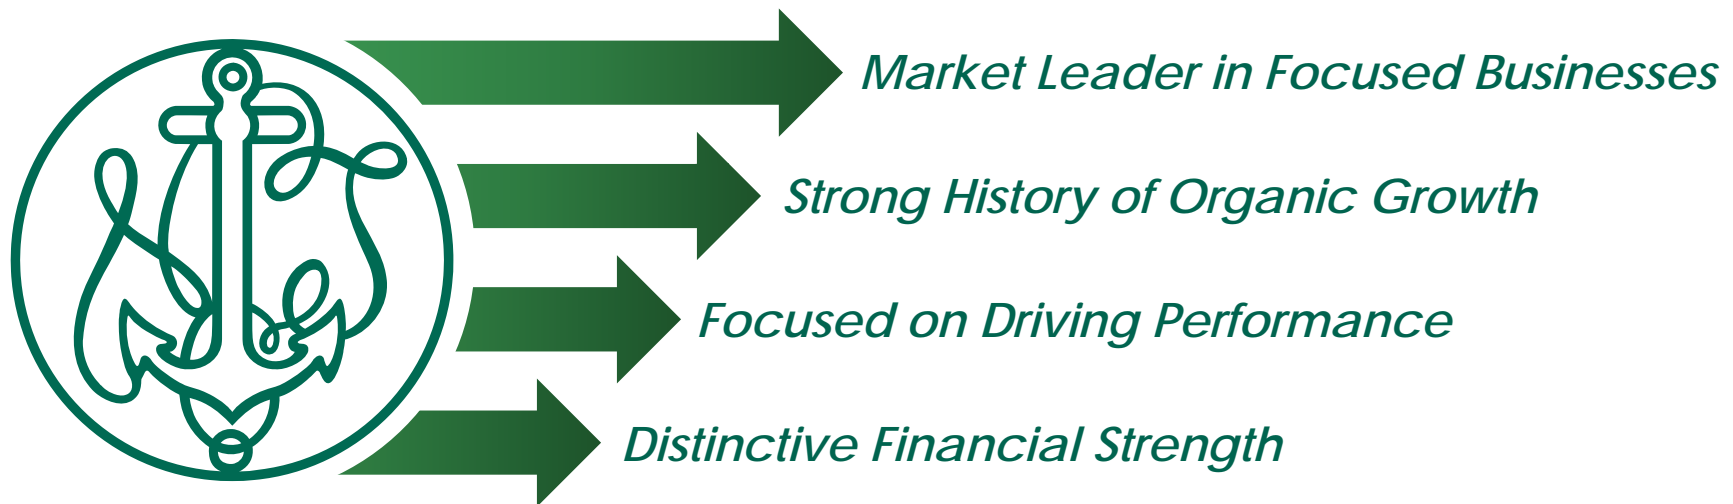 Market Leader in Focused Businesses
Strong History of Organic Growth
Focused on Driving Performance
Distinctive Financial Strength